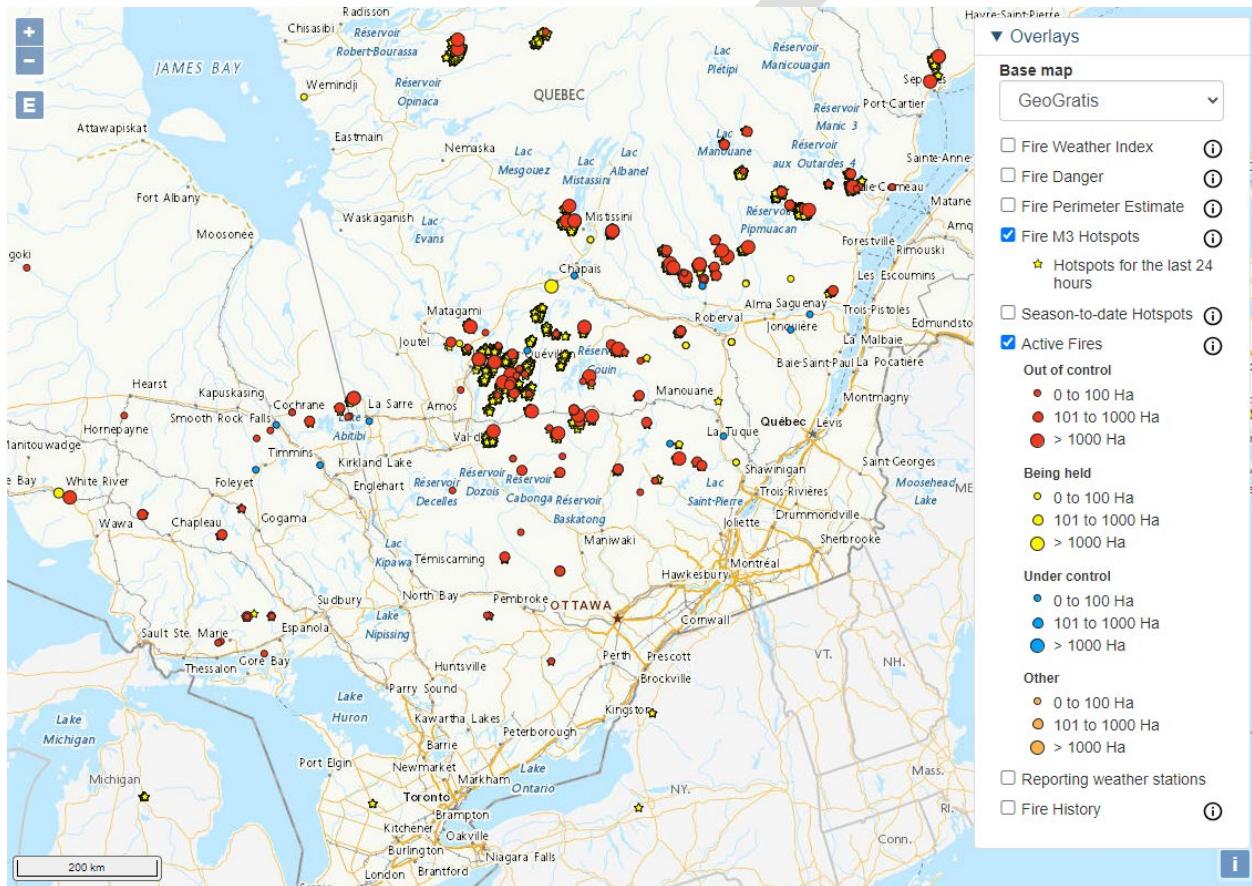 Radisson
Chisasibi
Réservoir
Robert-Bourassa
Havre-Saint-Pierre
+
−
E
JAMES BAY
Wemindji
Réservoir
Opinaca
QUEBEC
Lac
Plétipi
Réservoir
Manicouagan
Port-Cartier
Attawapiskat
Eastmain
Nemaska
Lac
Mesgouez
Lac
Mistassini
Lac
Albanel
Lac
Manouane
Réservoir
Manic 3
Réservoir
aux Outardes 4
Sainte-Anne-
Fort Albany
Waskaganish
Lac
Evans
Mistissini
Réservoir
Pipmuacan
Matane
Moosonee
Forestville
Rimouski
Amq
Chapais
Les Escoumins
Matagami
Roberval
Alma
Saguenay
Trois-Pistoles
Jonquière
Edmundsto
Joutel
La Malbaie
Baie-Saint-Paul
La Pocatière
Hearst
Kapuskasing
Cochrane
La Sarre
Amos
Manouane
Montmagny
Smooth Rock Falls
Hornepayne
Abitibi
La Tuque
Québec
Lévis
Manitouwadge
Timmins
Kirkland Lake
Val-d
Shawinigan
Saint-Georges
White River
Foleyet
Englehart
Réservoir
Decelles
Réservoir
Dozois
Réservoir
Cabonga
Réservoir
Baskatong
Lac
Saint-Pierre
Trois-Rivières
Moosehead
Lake
ME
Wawa
Chapleau
Gogama
Joliette
Drummondville
Lac
Kipawa
Témiscaming
Maniwaki
Sherbrooke
Montréal
Hawkesbury
Sudbury
North Bay
Pembroke
OTTAWA
Cornwall
Sault Ste. Marie
Espanola
Lake
Nipissing
Thessalon
Gore Bay
Huntsville
Perth
Prescott
Brockville
VT.
NH.
Parry Sound
Lake
Huron
Kingston
Lake
Michigan
Kawartha Lakes
Peterborough
Barrie
Port Elgin
Newmarket
Markham
Lake
Ontario
Michigan
Toronto
Brampton
NY.
Mass.
RI.
Kitchener
Oakville
Conn.
Burlington
Niagara Falls
London
Brantford
200 km
▼ Overlays
Base map
GeoGratis
Fire Weather Index
Fire Danger
Fire Perimeter Estimate
Fire M3 Hotspots
Hotspots for the last 24
hours
Season-to-date Hotspots
Active Fires
Out of control
0 to 100 Ha
101 to 1000 Ha
> 1000 Ha
Being held
0 to 100 Ha
101 to 1000 Ha
> 1000 Ha
Under control
0 to 100 Ha
101 to 1000 Ha
> 1000 Ha
Other
0 to 100 Ha
101 to 1000 Ha
> 1000 Ha
Reporting weather stations
Fire History
i